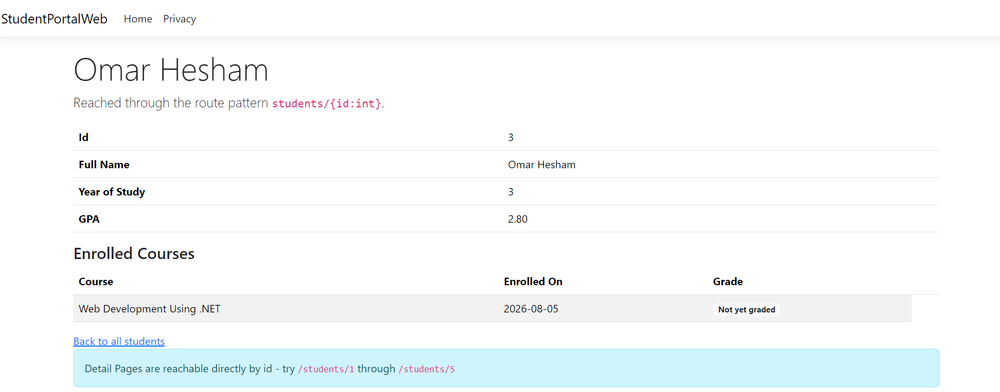 StudentPortalWeb Home Privacy
Omar Hesham
Reached through the route pattern students/{id:int}.
Id 3
Full Name Omar Hesham
Year of Study 3
GPA 2.80
Enrolled Courses
Course Enrolled On Grade
Web Development Using .NET 2026-08-05 Not yet graded
Back to all students
Detail Pages are reachable directly by id - try /students/1 through /students/5